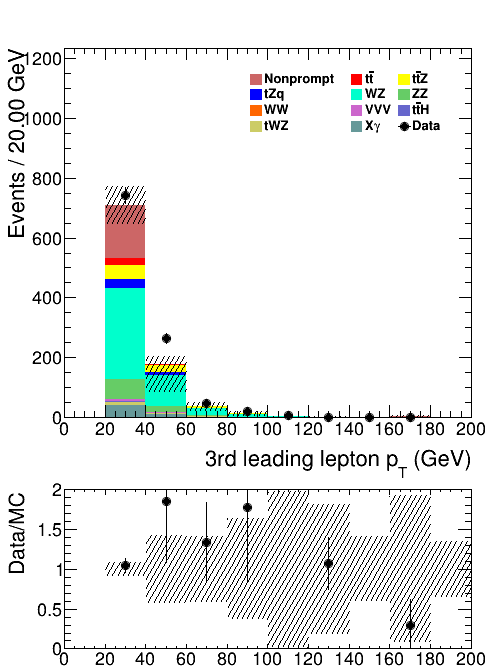 Events / 20.00 GeV
1200
1000
800
600
400
200
0
Nonprompt tt̄ tt̄Z
tZq WZ ZZ
WW VVV tt̄H
tWZ Xγ Data
0 20 40 60 80 100 120 140 160 180 200
3rd leading lepton p_T (GeV)
Data/MC
2
1.5
1
0.5
0
0 20 40 60 80 100 120 140 160 180 200